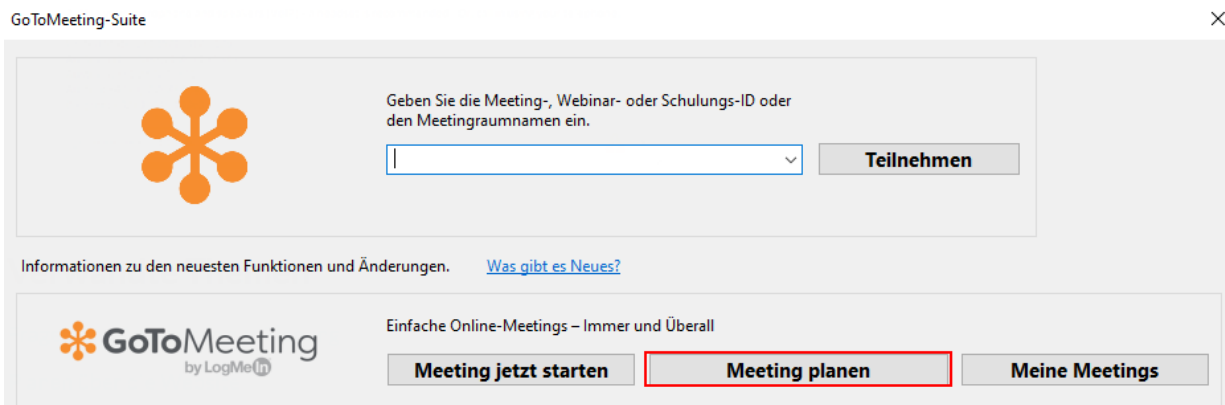 GoToMeeting-Suite
Geben Sie die Meeting-, Webinar- oder Schulungs-ID oder
den Meetingraumnamen ein.
Teilnehmen
Informationen zu den neuesten Funktionen und Änderungen. Was gibt es Neues?
GoToMeeting
by LogMeIn
Einfache Online-Meetings – Immer und Überall
Meeting jetzt starten Meeting planen Meine Meetings